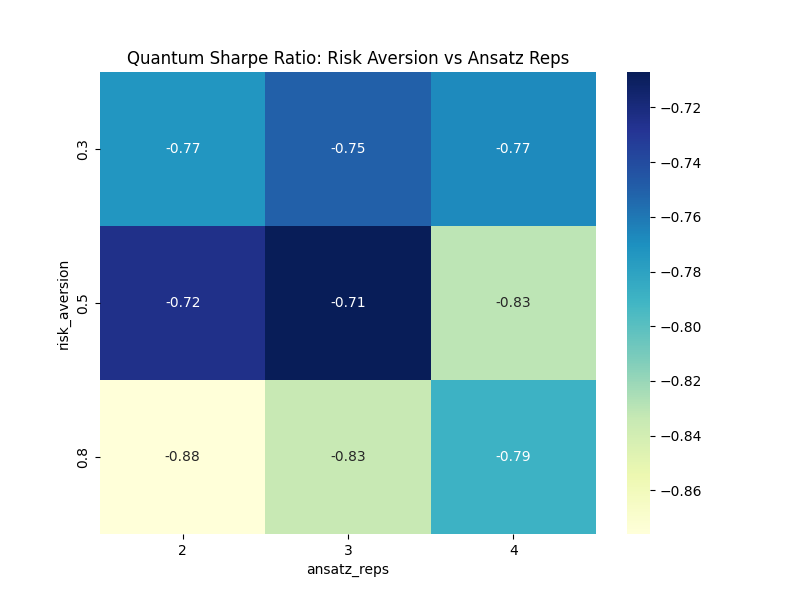 Quantum Sharpe Ratio: Risk Aversion vs Ansatz Reps
risk_aversion
0.3
-0.77 -0.75 -0.77
0.5
-0.72 -0.71 -0.83
0.8
-0.88 -0.83 -0.79
2 3 4
ansatz_reps
−0.72
−0.74
−0.76
−0.78
−0.80
−0.82
−0.84
−0.86